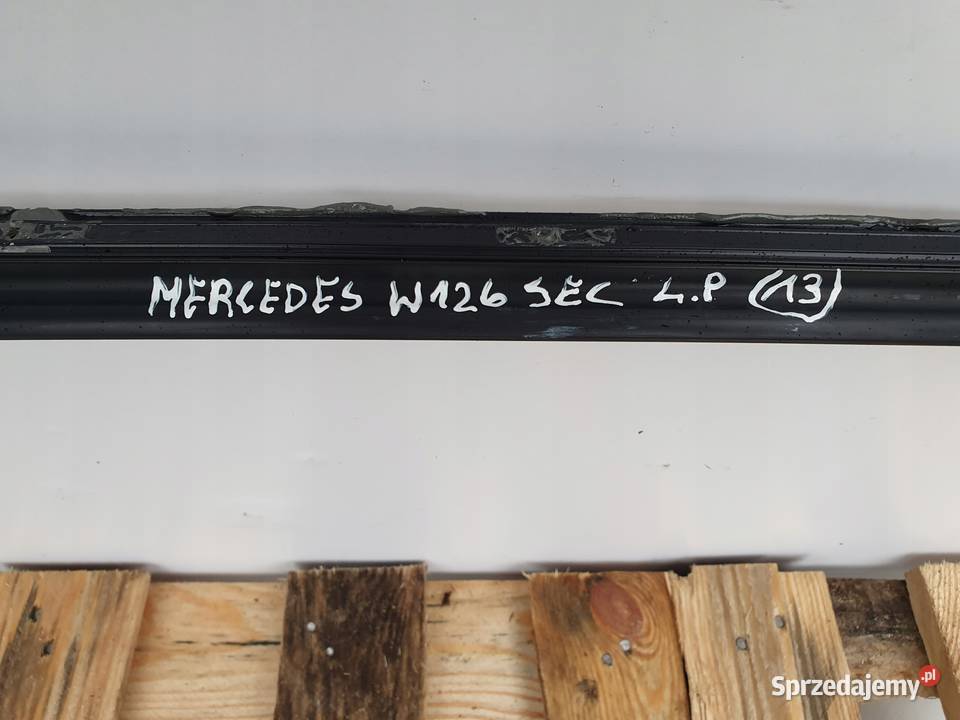 MERCEDES W126 SEC L.P (13)
Sprzedajemy.pl